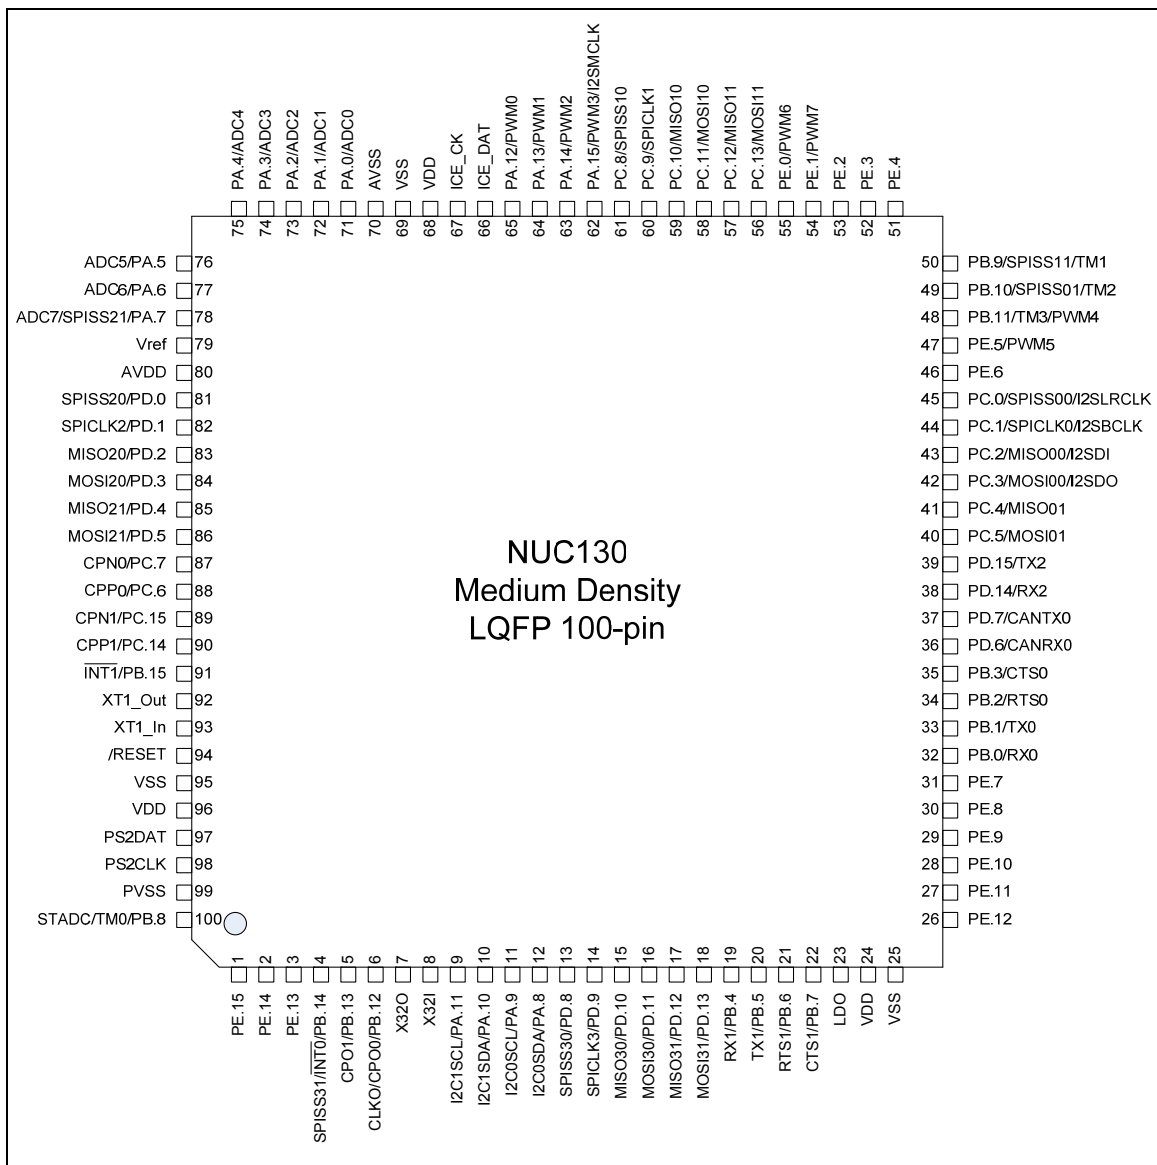 PA.4/ADC4
PA.3/ADC3
PA.2/ADC2
PA.1/ADC1
PA.0/ADC0
AVSS
VSS
VDD
ICE_CK
ICE_DAT
PA.12/PWM0
PA.13/PWM1
PA.14/PWM2
PA.15/PWM3/I2SMCLK
PC.8/SPISS10
PC.9/SPICLK1
PC.10/MISO10
PC.11/MOSI10
PC.12/MISO11
PC.13/MOSI11
PE.0/PWM6
PE.1/PWM7
PE.2
PE.3
PE.4
75 74 73 72 71 70 69 68 67 66 65 64 63 62 61 60 59 58 57 56 55 54 53 52 51
ADC5/PA.5 76
ADC6/PA.6 77
ADC7/SPISS21/PA.7 78
Vref 79
AVDD 80
SPISS20/PD.0 81
SPICLK2/PD.1 82
MISO20/PD.2 83
MOSI20/PD.3 84
MISO21/PD.4 85
MOSI21/PD.5 86
CPN0/PC.7 87
CPP0/PC.6 88
CPN1/PC.15 89
CPP1/PC.14 90
INT1/PB.15 91
XT1_Out 92
XT1_In 93
/RESET 94
VSS 95
VDD 96
PS2DAT 97
PS2CLK 98
PVSS 99
STADC/TM0/PB.8 100
NUC130
Medium Density
LQFP 100-pin
50 PB.9/SPISS11/TM1
49 PB.10/SPISS01/TM2
48 PB.11/TM3/PWM4
47 PE.5/PWM5
46 PE.6
45 PC.0/SPISS00/I2SLRCLK
44 PC.1/SPICLK0/I2SBCLK
43 PC.2/MISO00/I2SDI
42 PC.3/MOSI00/I2SDO
41 PC.4/MISO01
40 PC.5/MOSI01
39 PD.15/TX2
38 PD.14/RX2
37 PD.7/CANTX0
36 PD.6/CANRX0
35 PB.3/CTS0
34 PB.2/RTS0
33 PB.1/TX0
32 PB.0/RX0
31 PE.7
30 PE.8
29 PE.9
28 PE.10
27 PE.11
26 PE.12
1 2 3 4 5 6 7 8 9 10 11 12 13 14 15 16 17 18 19 20 21 22 23 24 25
PE.15
PE.14
PE.13
SPISS31/INT0/PB.14
CPO1/PB.13
CLKO/CPO0/PB.12
X32O
X32I
I2C1SCL/PA.11
I2C1SDA/PA.10
I2C0SCL/PA.9
I2C0SDA/PA.8
SPISS30/PD.8
SPICLK3/PD.9
MISO30/PD.10
MOSI30/PD.11
MISO31/PD.12
MOSI31/PD.13
RX1/PB.4
TX1/PB.5
RTS1/PB.6
CTS1/PB.7
LDO
VDD
VSS